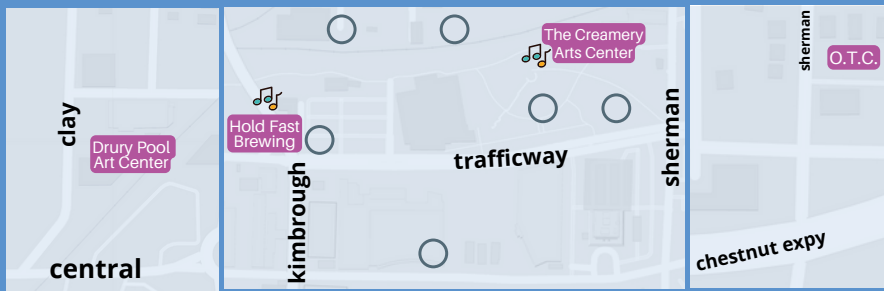 clay
Drury Pool
Art Center
central
Hold Fast
Brewing
kimbrough
The Creamery
Arts Center
trafficway
sherman
sherman
O.T.C.
chestnut expy